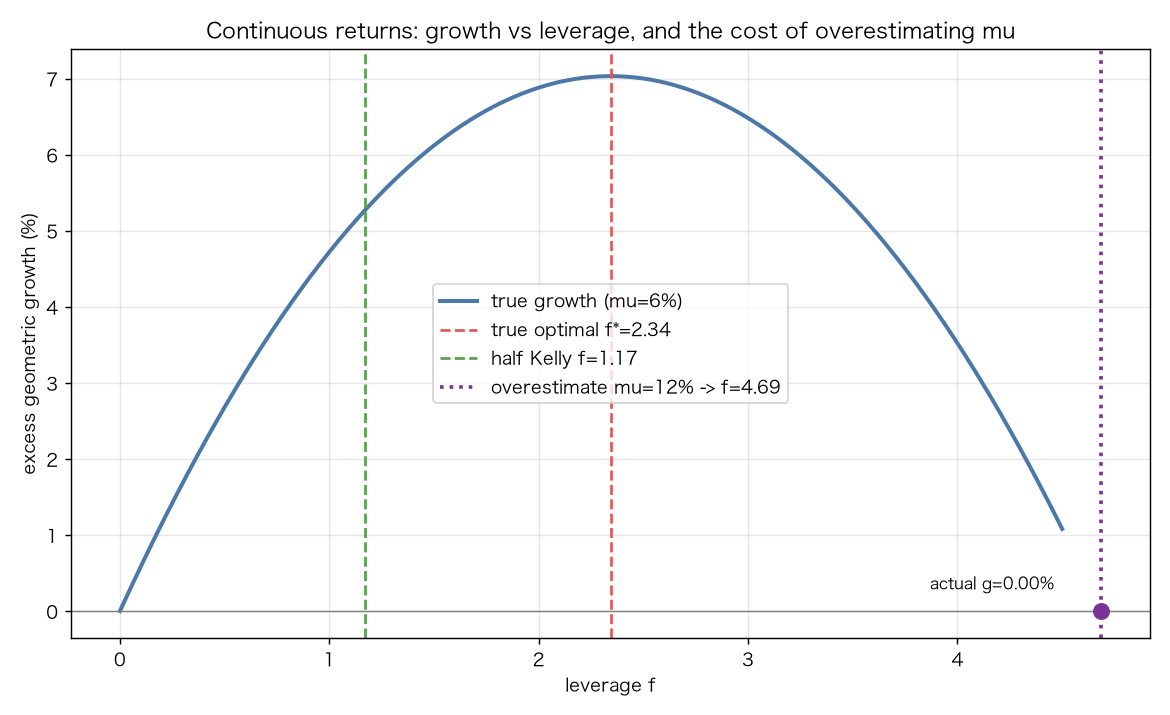 Continuous returns: growth vs leverage, and the cost of overestimating mu
excess geometric growth (%)
7
6
5
4
3
2
1
0
true growth (mu=6%)
true optimal f*=2.34
half Kelly f=1.17
overestimate mu=12% -> f=4.69
actual g=0.00%
0 1 2 3 4
leverage f